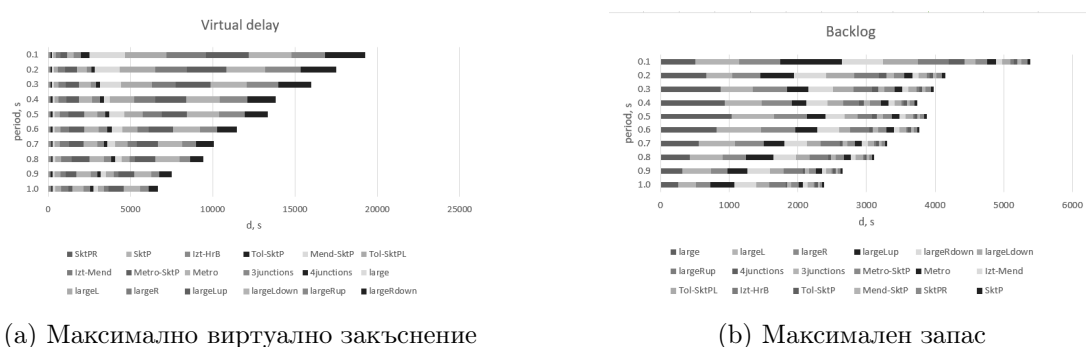 Virtual delay
0.1
0.2
0.3
0.4
0.5
0.6
0.7
0.8
0.9
1.0
period, s
0 5000 10000 15000 20000 25000
d, s
SktPR SktP Izt-HrB Tol-SktP Mend-SktP Tol-SktPL
Izt-Mend Metro-SktP Metro 3junctions 4junctions large
largeL largeR largeLup largeLdown largeRup largeRdown
(a) Максимално виртуално закъснение
Backlog
0.1
0.2
0.3
0.4
0.5
0.6
0.7
0.8
0.9
1.0
period, s
0 1000 2000 3000 4000 5000 6000
d, s
large largeL largeR largeLup largeRdown largeLdown
largeRup 4junctions 3junctions Metro-SktP Metro Izt-Mend
Tol-SktPL Izt-HrB Tol-SktP Mend-SktP SktPR SktP
(b) Максимален запас